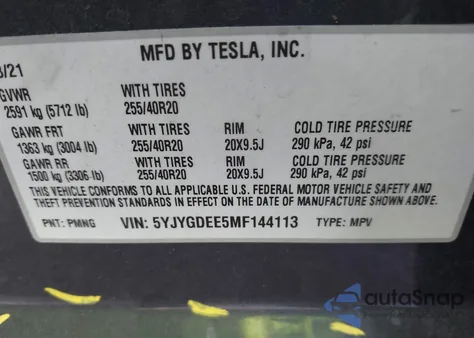 MFD BY TESLA, INC.
3/21
GVWR WITH TIRES
2591 kg (5712 lb) 255/40R20
GAWR FRT WITH TIRES RIM COLD TIRE PRESSURE
1363 kg (3004 lb) 255/40R20 20X9.5J 290 kPa, 42 psi
GAWR RR WITH TIRES RIM COLD TIRE PRESSURE
1500 kg (3306 lb) 255/40R20 20X9.5J 290 kPa, 42 psi
THIS VEHICLE CONFORMS TO ALL APPLICABLE U.S. FEDERAL MOTOR VEHICLE SAFETY AND
THEFT PREVENTION STANDARDS IN EFFECT ON THE DATE OF MANUFACTURE SHOWN ABOVE.
PNT: PMNG VIN: 5YJYGDEE5MF144113 TYPE: MPV
autoSnap